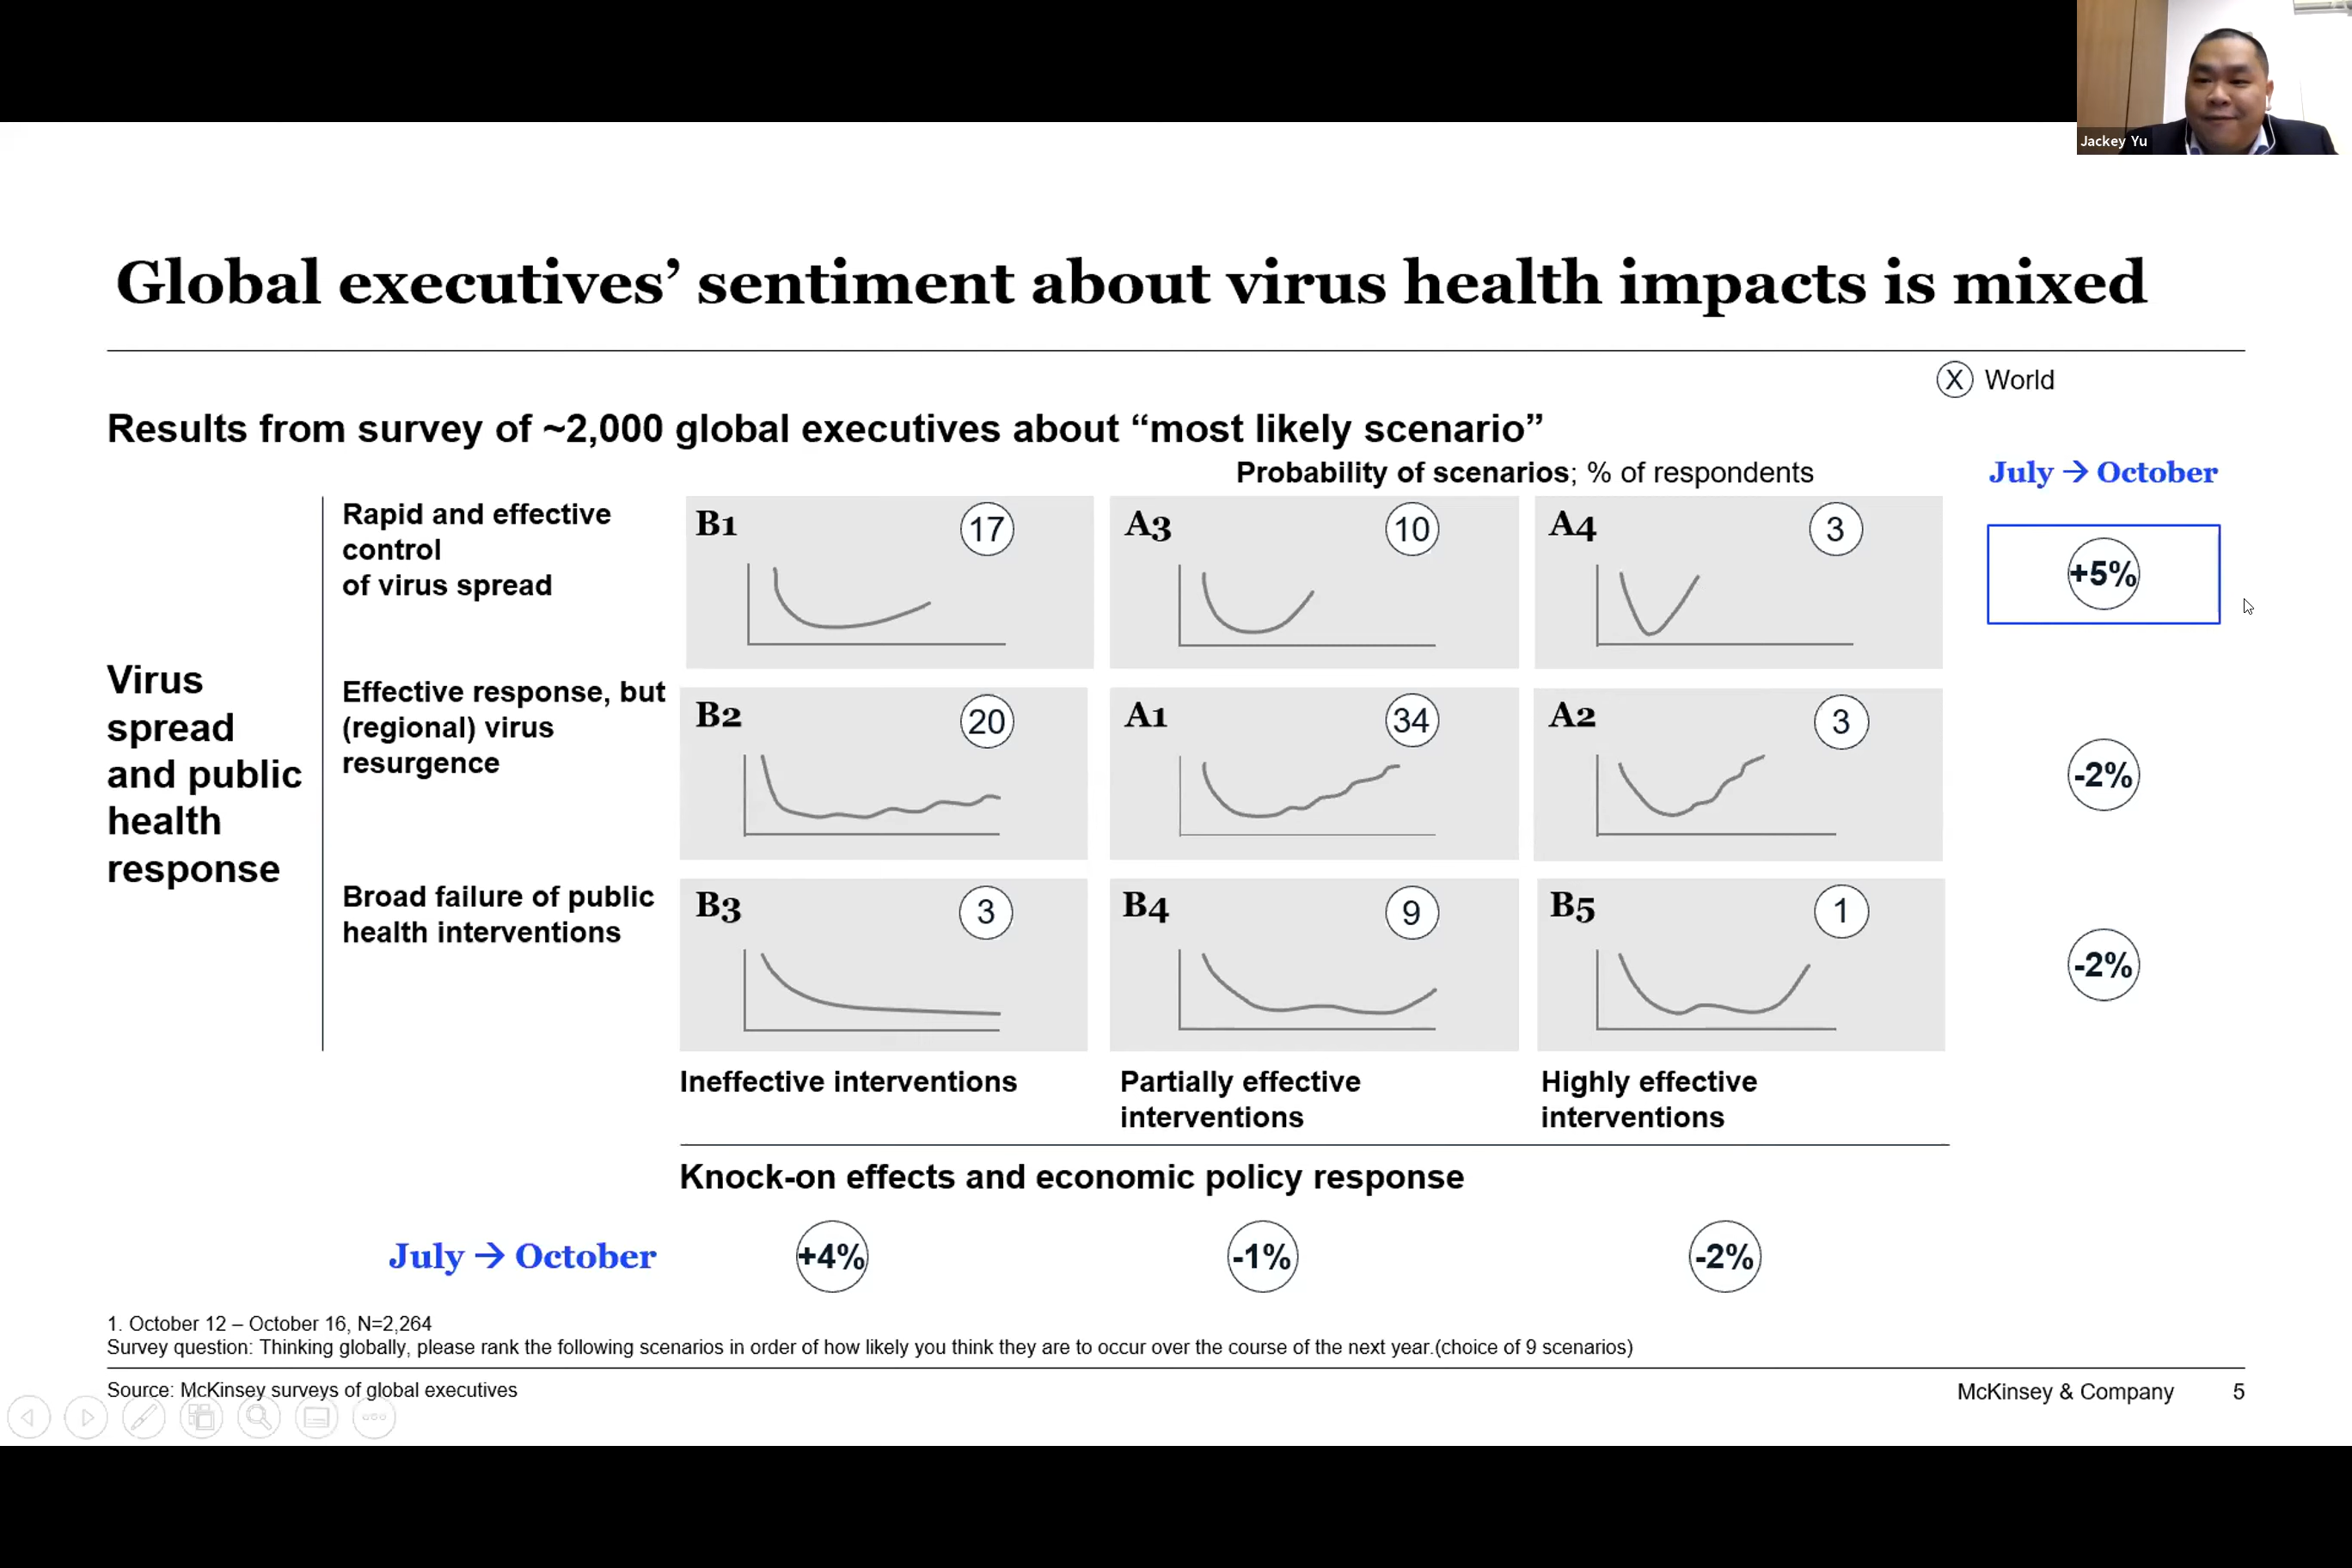 Jackey Yu
Global executives’ sentiment about virus health impacts is mixed
X World
Results from survey of ~2,000 global executives about “most likely scenario”
Probability of scenarios; % of respondents
July → October
Virus
spread
and public
health
response
Rapid and effective
control
of virus spread
B1 17
A3 10
A4 3
+5%
Effective response, but
(regional) virus
resurgence
B2 20
A1 34
A2 3
-2%
Broad failure of public
health interventions
B3 3
B4 9
B5 1
-2%
Ineffective interventions
Partially effective
interventions
Highly effective
interventions
Knock-on effects and economic policy response
July → October
+4%
-1%
-2%
1. October 12 – October 16, N=2,264
Survey question: Thinking globally, please rank the following scenarios in order of how likely you think they are to occur over the course of the next year.(choice of 9 scenarios)
Source: McKinsey surveys of global executives
McKinsey & Company 5